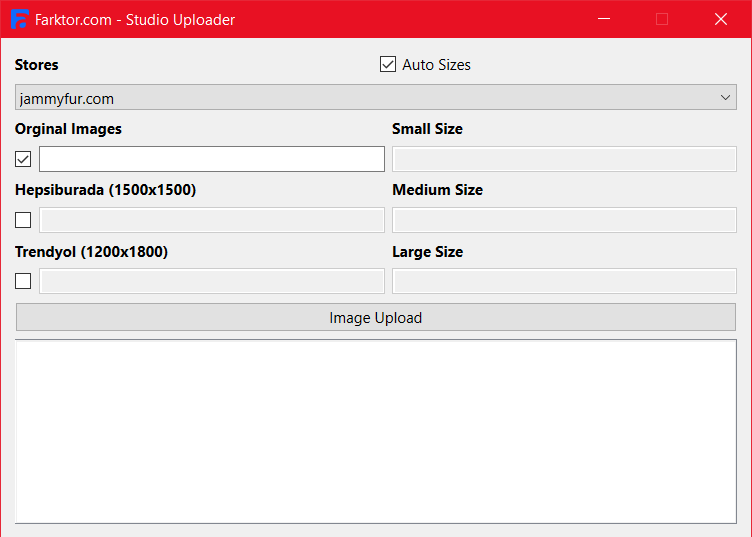 Farktor.com - Studio Uploader
Stores
Auto Sizes
jammyfur.com
Orginal Images
Small Size
Hepsiburada (1500x1500)
Medium Size
Trendyol (1200x1800)
Large Size
Image Upload